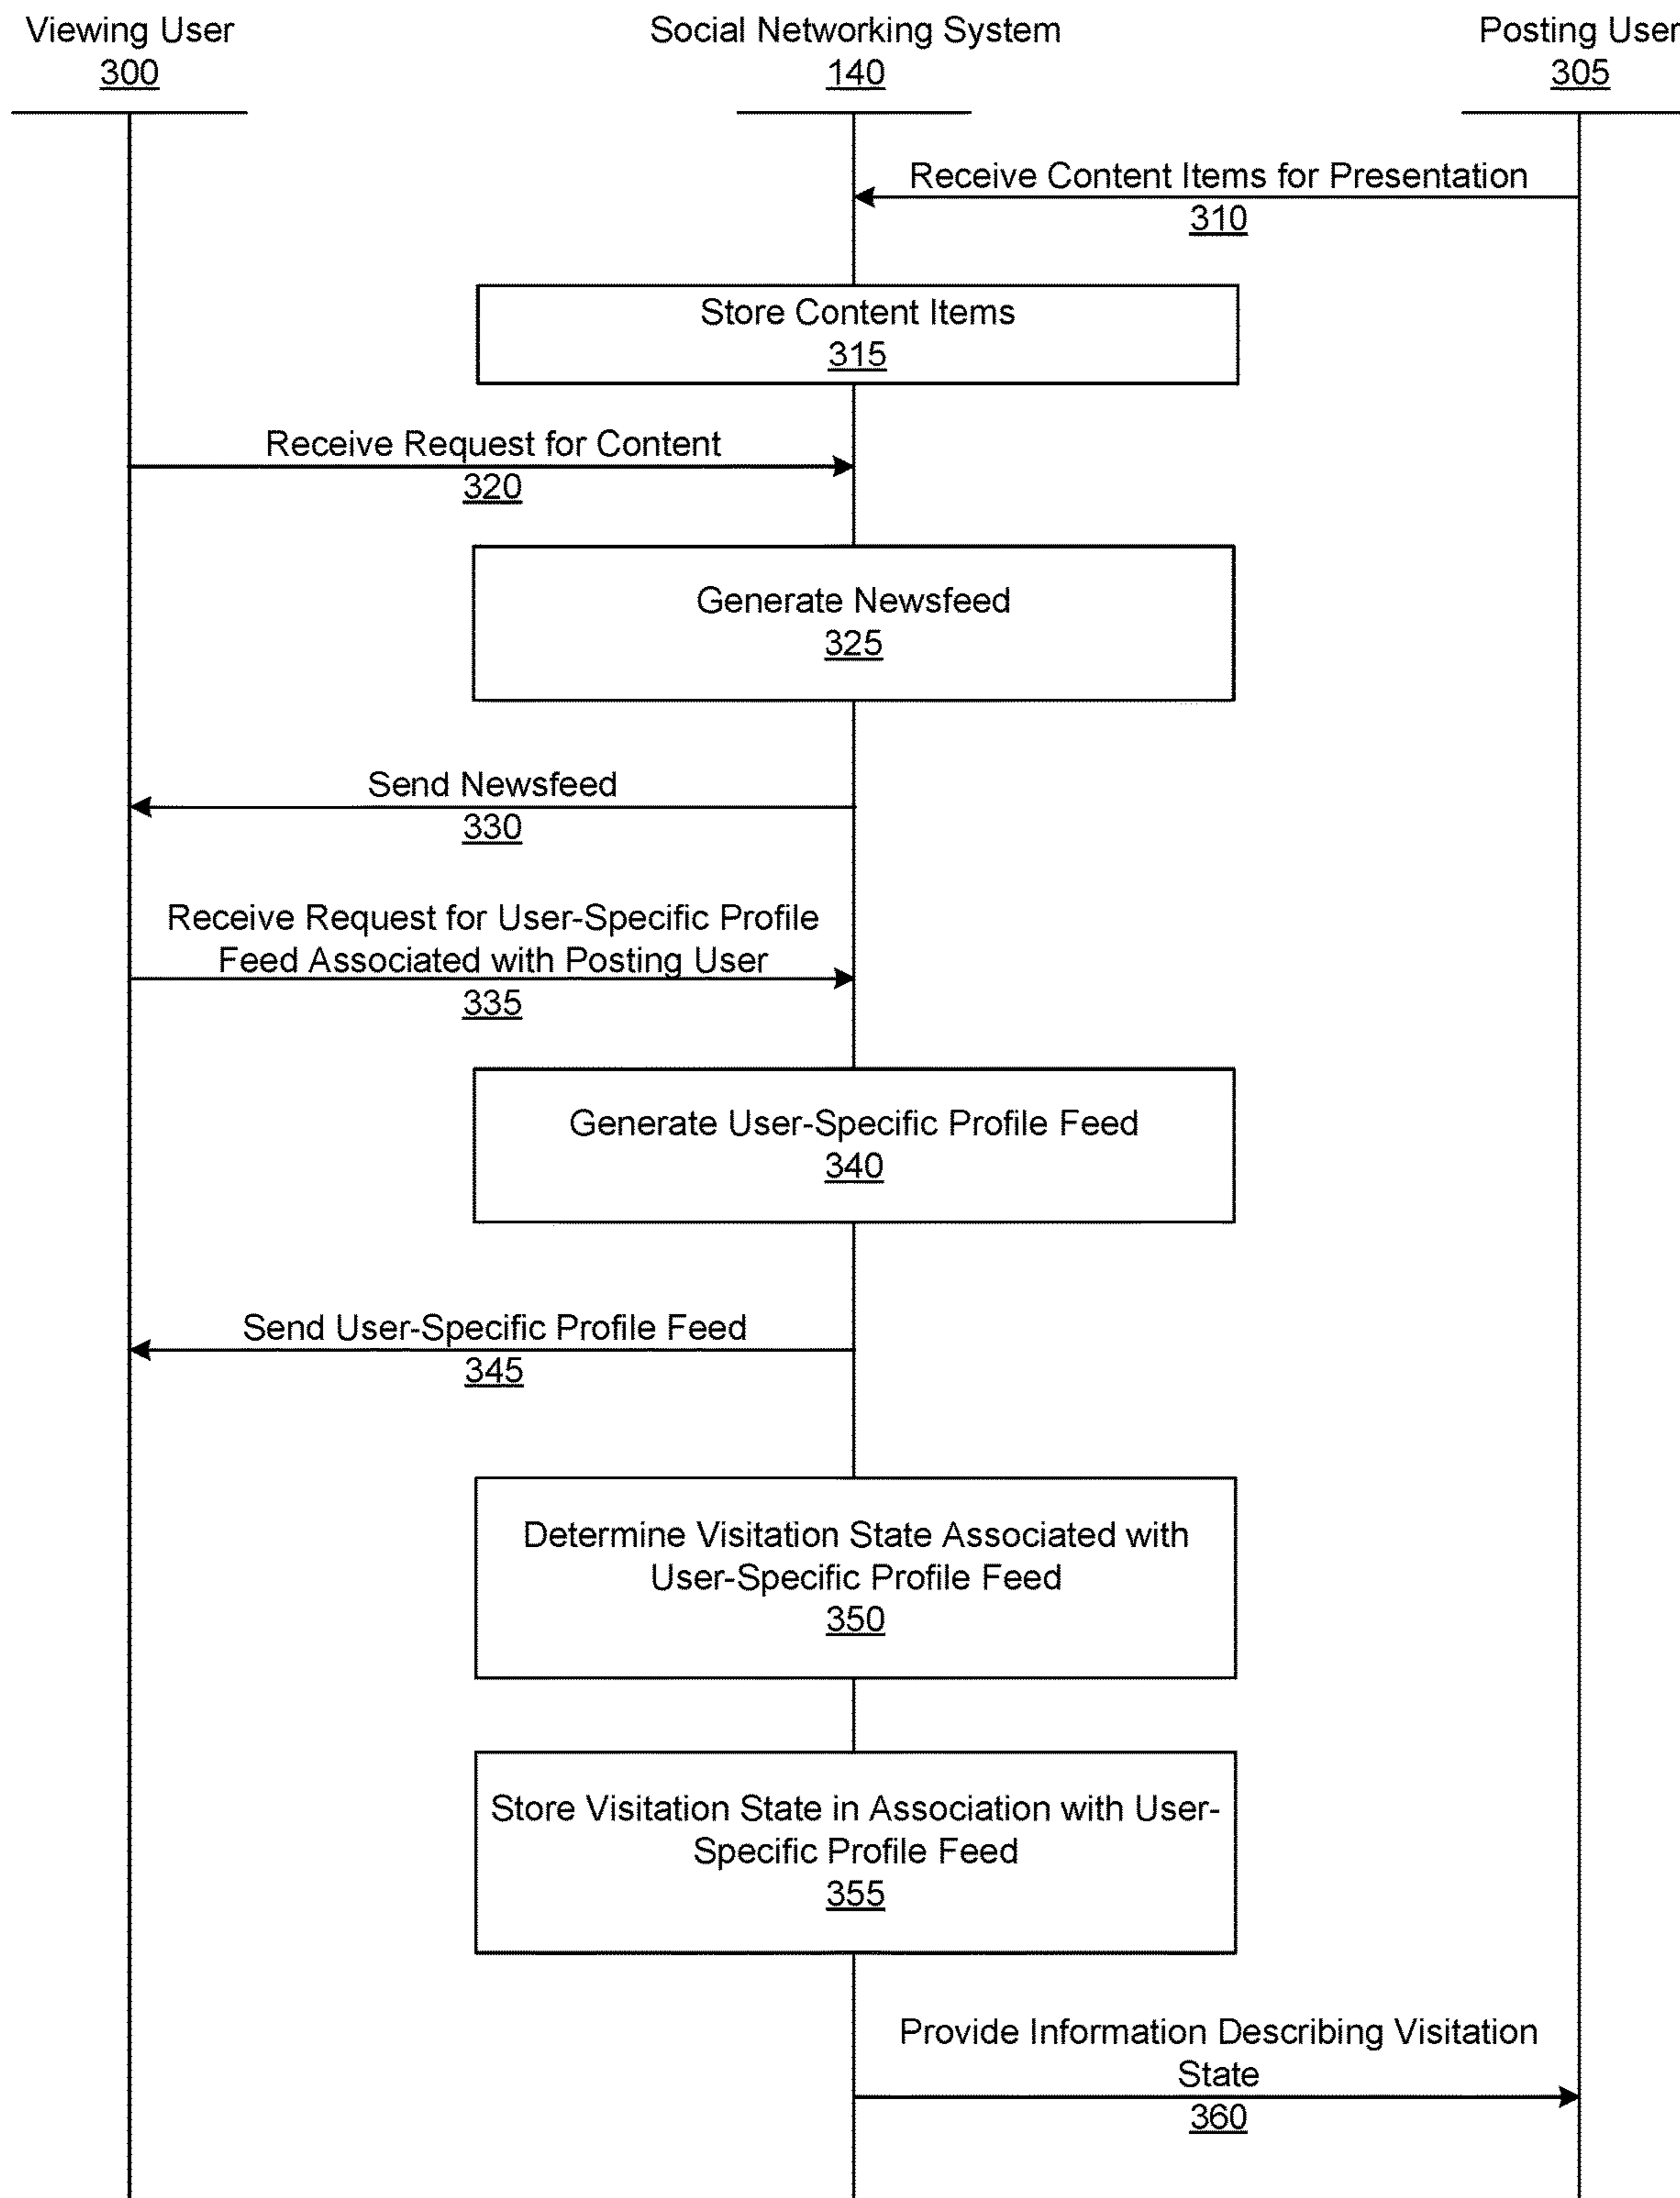 Viewing User
300
Social Networking System
140
Posting User
305
Receive Content Items for Presentation
310
Store Content Items
315
Receive Request for Content
320
Generate Newsfeed
325
Send Newsfeed
330
Receive Request for User-Specific Profile
Feed Associated with Posting User
335
Generate User-Specific Profile Feed
340
Send User-Specific Profile Feed
345
Determine Visitation State Associated with
User-Specific Profile Feed
350
Store Visitation State in Association with User-
Specific Profile Feed
355
Provide Information Describing Visitation
State
360